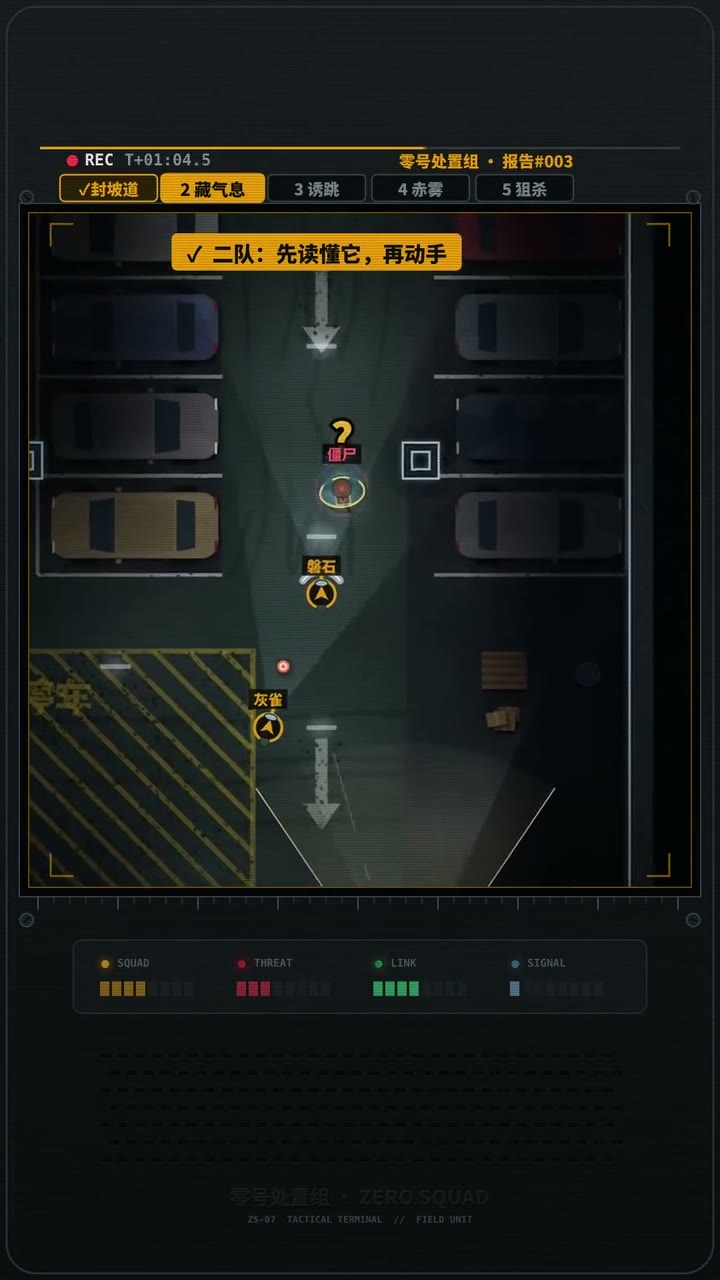 REC T+01:04.5
零号处置组 · 报告#003
✓封坡道
2 藏气息
3 诱跳
4 赤雾
5 狙杀
✓ 二队：先读懂它，再动手
?
僵尸
磐石
灰雀
停车
SQUAD
THREAT
LINK
SIGNAL
零号处置组 · ZERO SQUAD
ZS-07 TACTICAL TERMINAL // FIELD UNIT